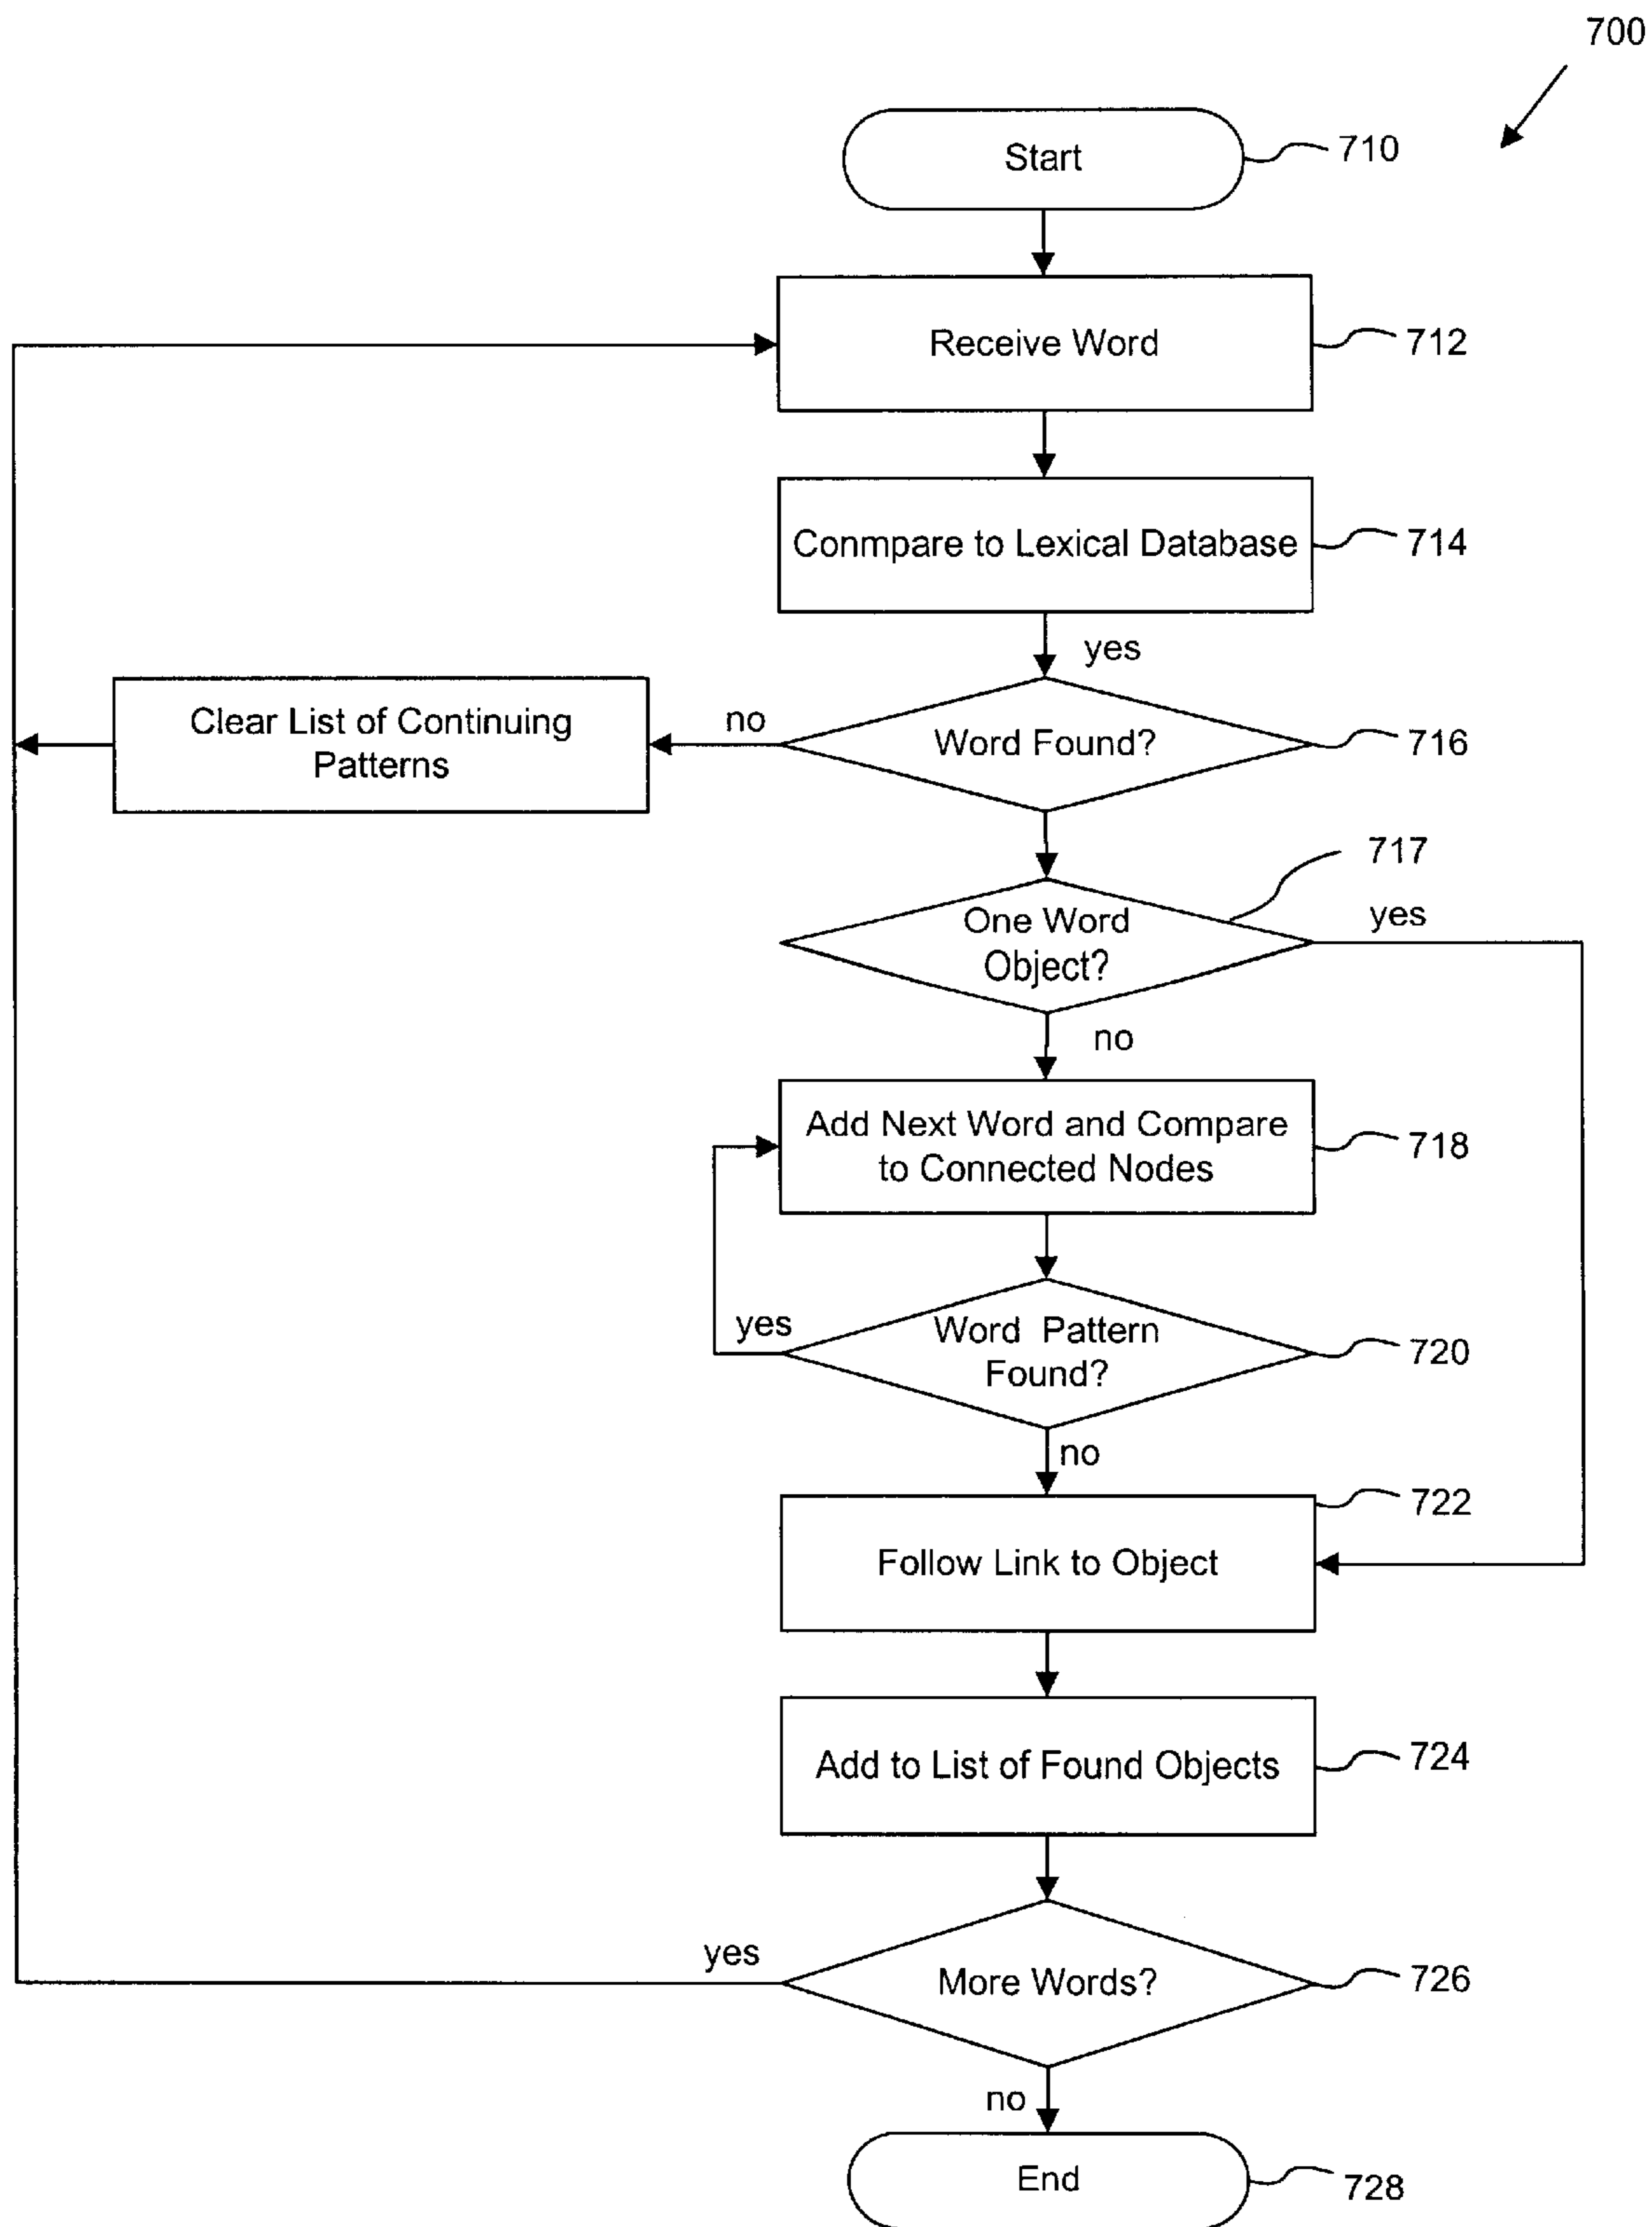 700
Start
710
Receive Word
712
Conmpare to Lexical Database
714
yes
Clear List of Continuing
Patterns
no
Word Found?
716
717
One Word
Object?
yes
no
Add Next Word and Compare
to Connected Nodes
718
yes
Word Pattern
Found?
720
no
722
Follow Link to Object
Add to List of Found Objects
724
yes
More Words?
726
no
End
728